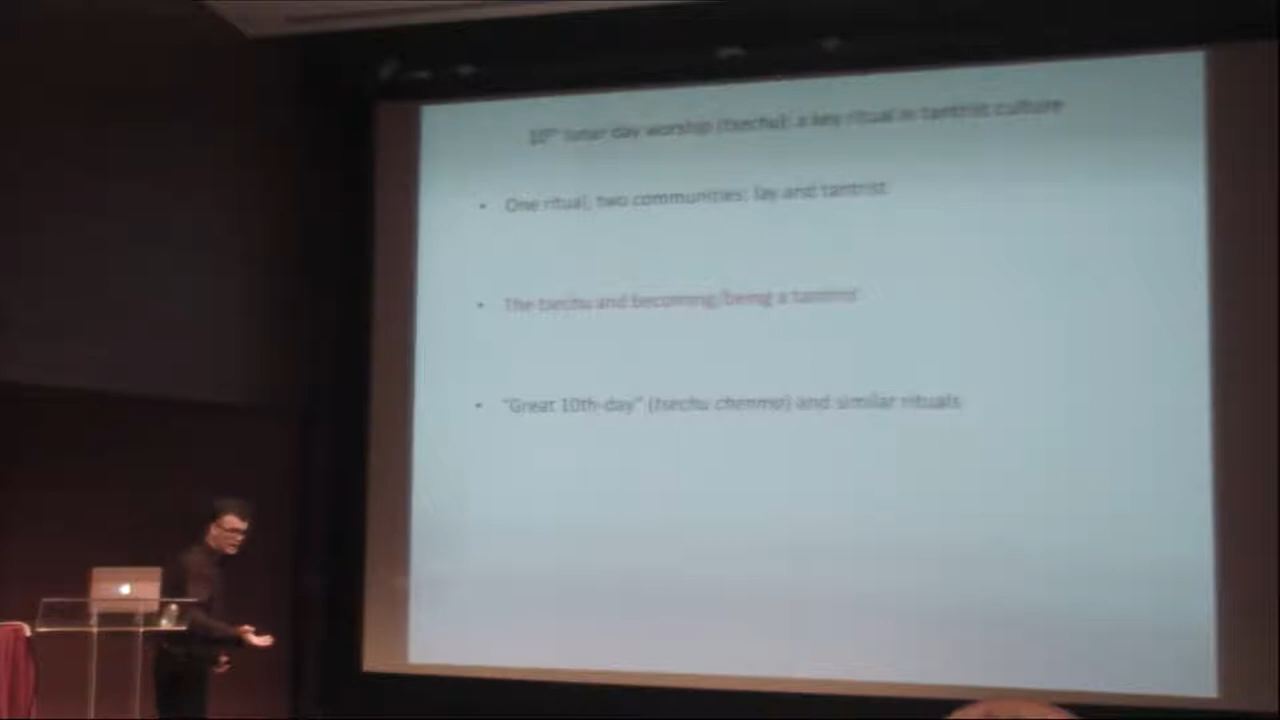 10th lunar day worship (tsechu): a key ritual in tantrist culture
• One ritual, two communities: lay and tantrist
• The tsechu and becoming/being a tantrist
• "Great 10th-day" (tsechu chenmo) and similar rituals